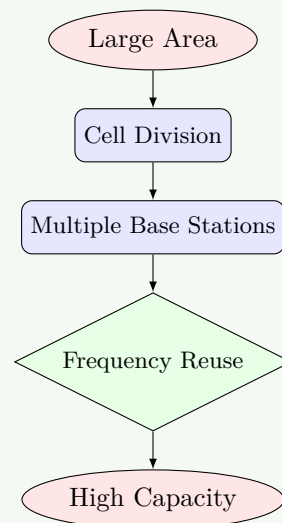 Large Area
Cell Division
Multiple Base Stations
Frequency Reuse
High Capacity